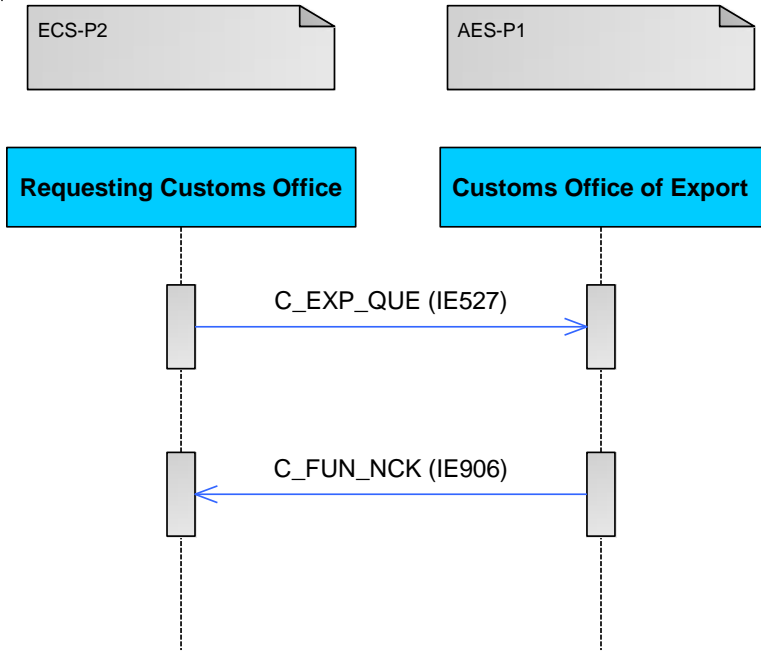 ECS-P2
AES-P1
Requesting Customs Office
Customs Office of Export
C_EXP_QUE (IE527)
C_FUN_NCK (IE906)